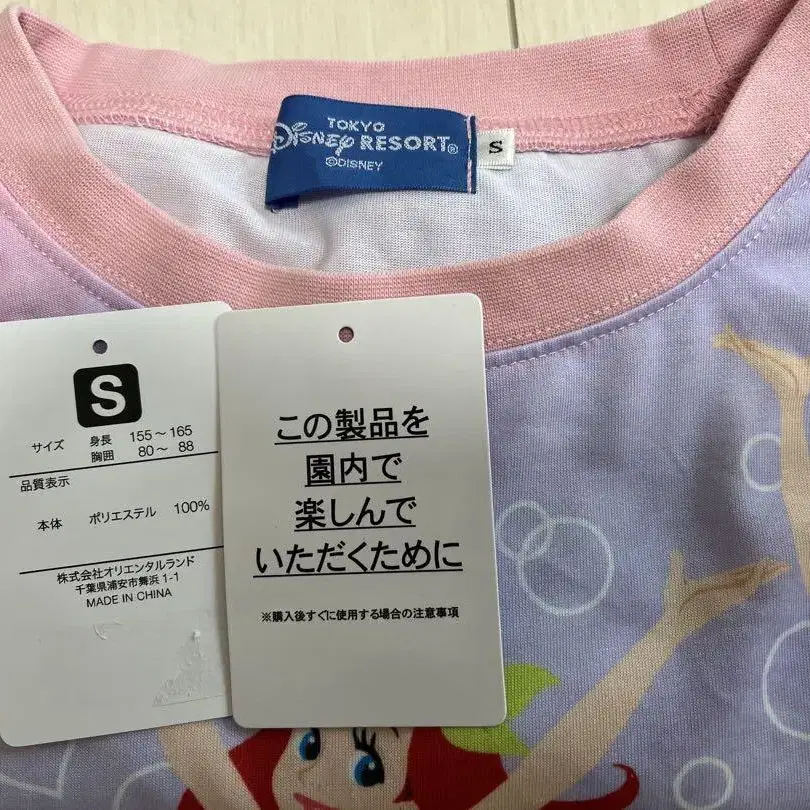 TOKYO
Disney RESORT®
©DISNEY
S
S
サイズ 身長 155～165
胸囲 80～ 88
品質表示
本体 ポリエステル 100%
株式会社オリエンタルランド
千葉県浦安市舞浜 1-1
MADE IN CHINA
この製品を
園内で
楽しんで
いただくために
※購入後すぐに使用する場合の注意事項